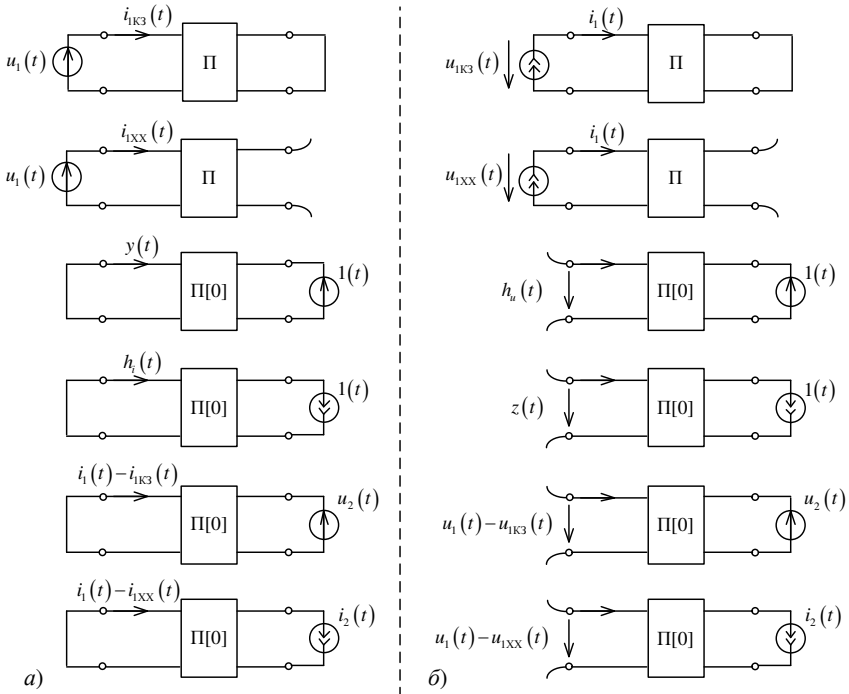 i₁КЗ(t)
u₁(t)
П
i₁ХХ(t)
u₁(t)
П
y(t)
П[0]
1(t)
hᵢ(t)
П[0]
1(t)
i₁(t)−i₁КЗ(t)
П[0]
u₂(t)
i₁(t)−i₁ХХ(t)
П[0]
i₂(t)
а)
i₁(t)
u₁КЗ(t)
П
i₁(t)
u₁ХХ(t)
П
hᵤ(t)
П[0]
1(t)
z(t)
П[0]
1(t)
u₁(t)−u₁КЗ(t)
П[0]
u₂(t)
u₁(t)−u₁ХХ(t)
П[0]
i₂(t)
б)